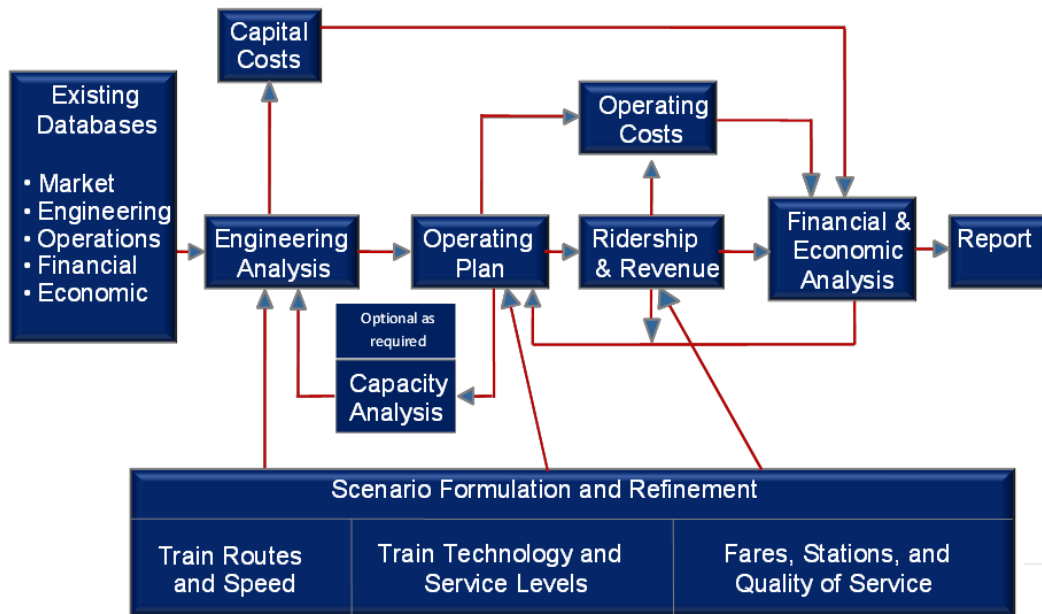 Capital
Costs
Existing
Databases
• Market
• Engineering
• Operations
• Financial
• Economic
Operating
Costs
Engineering
Analysis
Operating
Plan
Ridership
& Revenue
Financial &
Economic
Analysis
Report
Optional as
required
Capacity
Analysis
Scenario Formulation and Refinement
Train Routes
and Speed
Train Technology and
Service Levels
Fares, Stations, and
Quality of Service